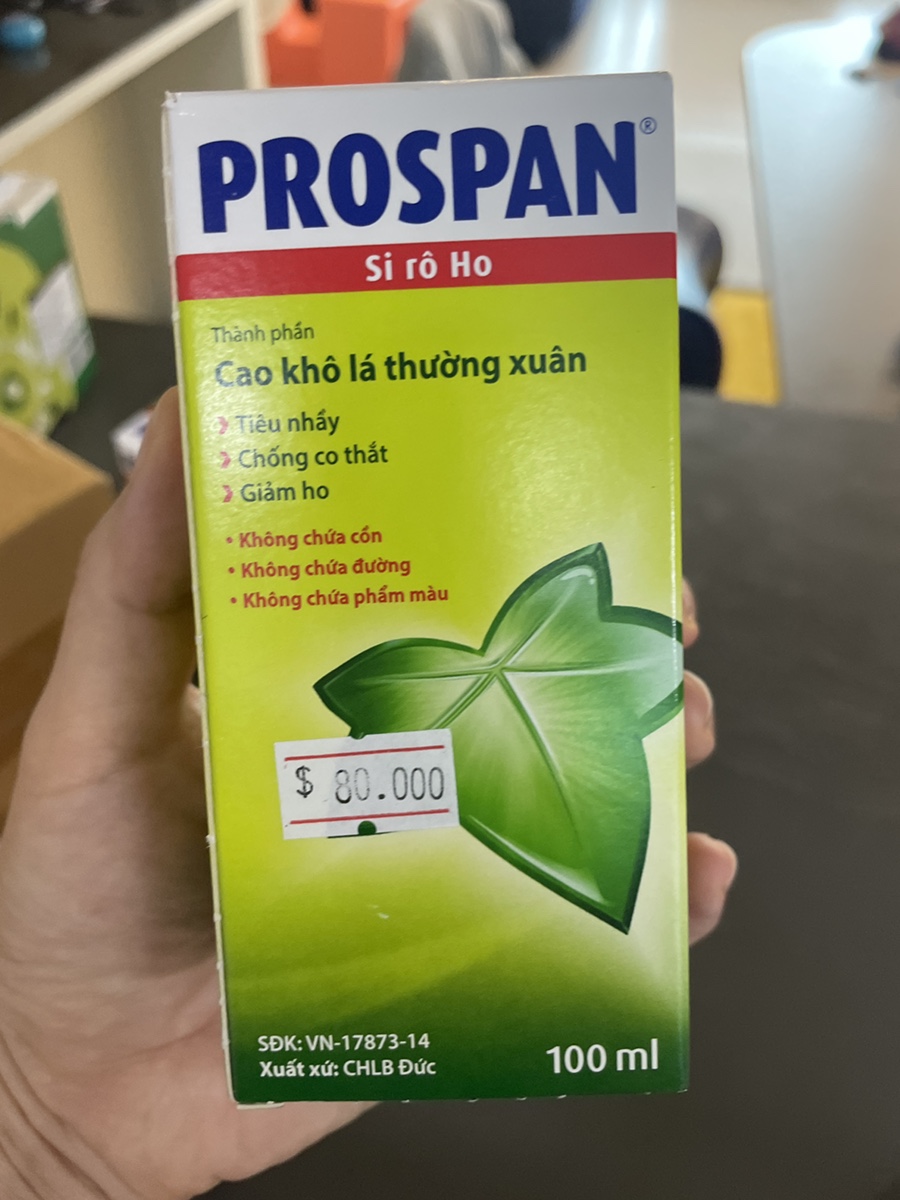 PROSPAN®
Si rô Ho
Thành phần
Cao khô lá thường xuân
Tiêu nhầy
Chống co thắt
Giảm ho
• Không chứa cồn
• Không chứa đường
• Không chứa phẩm màu
$ 80.000
SĐK: VN-17873-14
Xuất xứ: CHLB Đức
100 ml